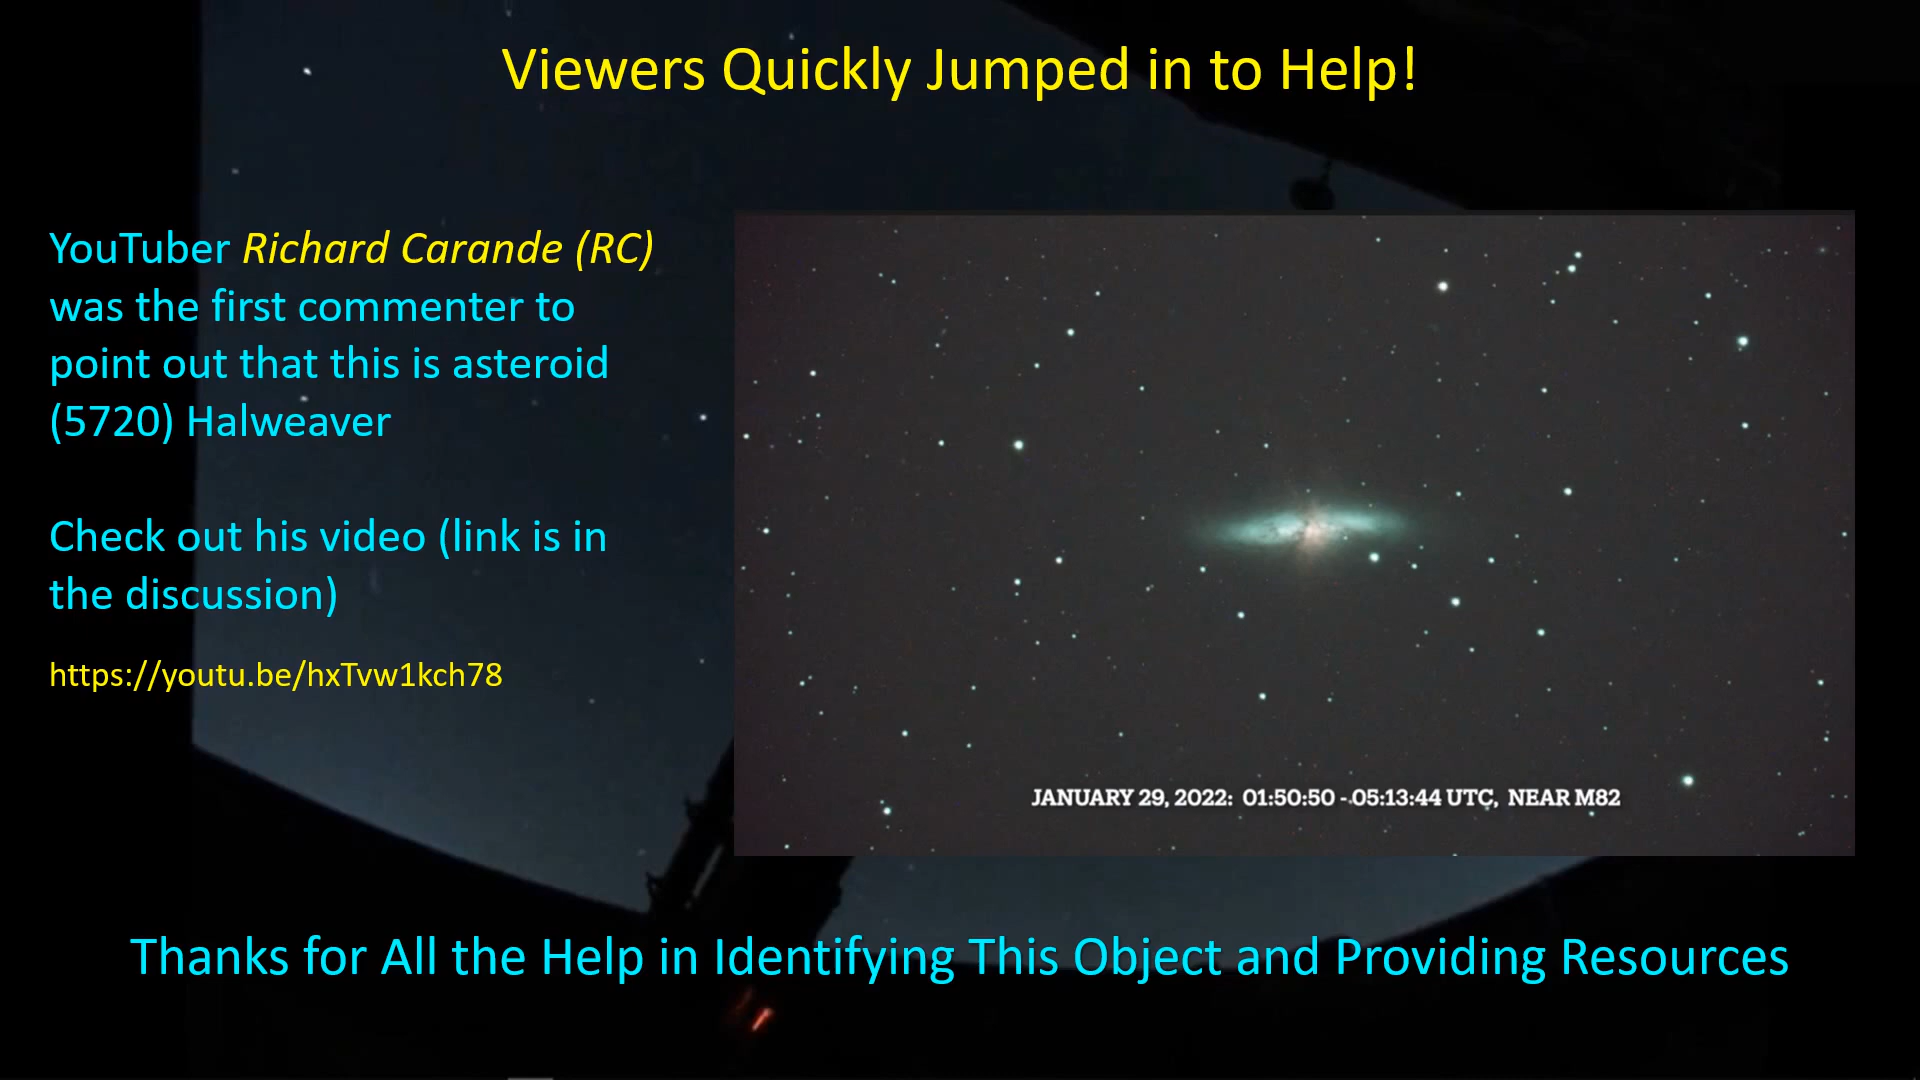 Viewers Quickly Jumped in to Help!
YouTuber Richard Carande (RC)
was the first commenter to
point out that this is asteroid
(5720) Halweaver
Check out his video (link is in
the discussion)
https://youtu.be/hxTvw1kch78
JANUARY 29, 2022: 01:50:50 - 05:13:44 UTC, NEAR M82
Thanks for All the Help in Identifying This Object and Providing Resources